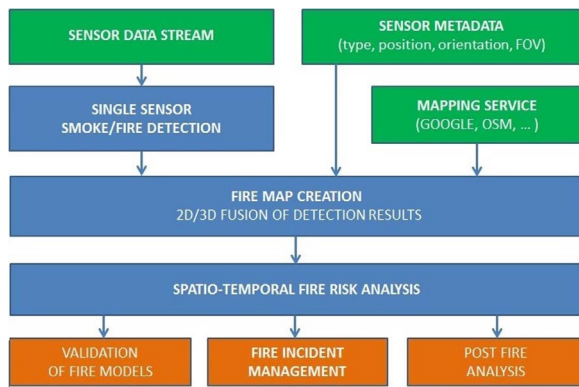 SENSOR DATA STREAM
SENSOR METADATA
(type, position, orientation, FOV)
SINGLE SENSOR
SMOKE/FIRE DETECTION
MAPPING SERVICE
(GOOGLE, OSM, ... )
FIRE MAP CREATION
2D/3D FUSION OF DETECTION RESULTS
SPATIO-TEMPORAL FIRE RISK ANALYSIS
VALIDATION
OF FIRE MODELS
FIRE INCIDENT
MANAGEMENT
POST FIRE
ANALYSIS